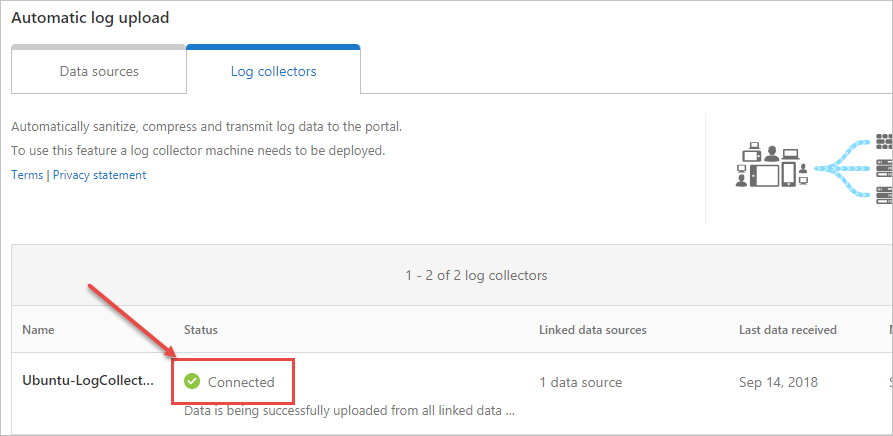 Automatic log upload
Data sources
Log collectors
Automatically sanitize, compress and transmit log data to the portal.
To use this feature a log collector machine needs to be deployed.
Terms | Privacy statement
1 - 2 of 2 log collectors
Name Status Linked data sources Last data received
Ubuntu-LogCollect... Connected 1 data source Sep 14, 2018
Data is being successfully uploaded from all linked data ...